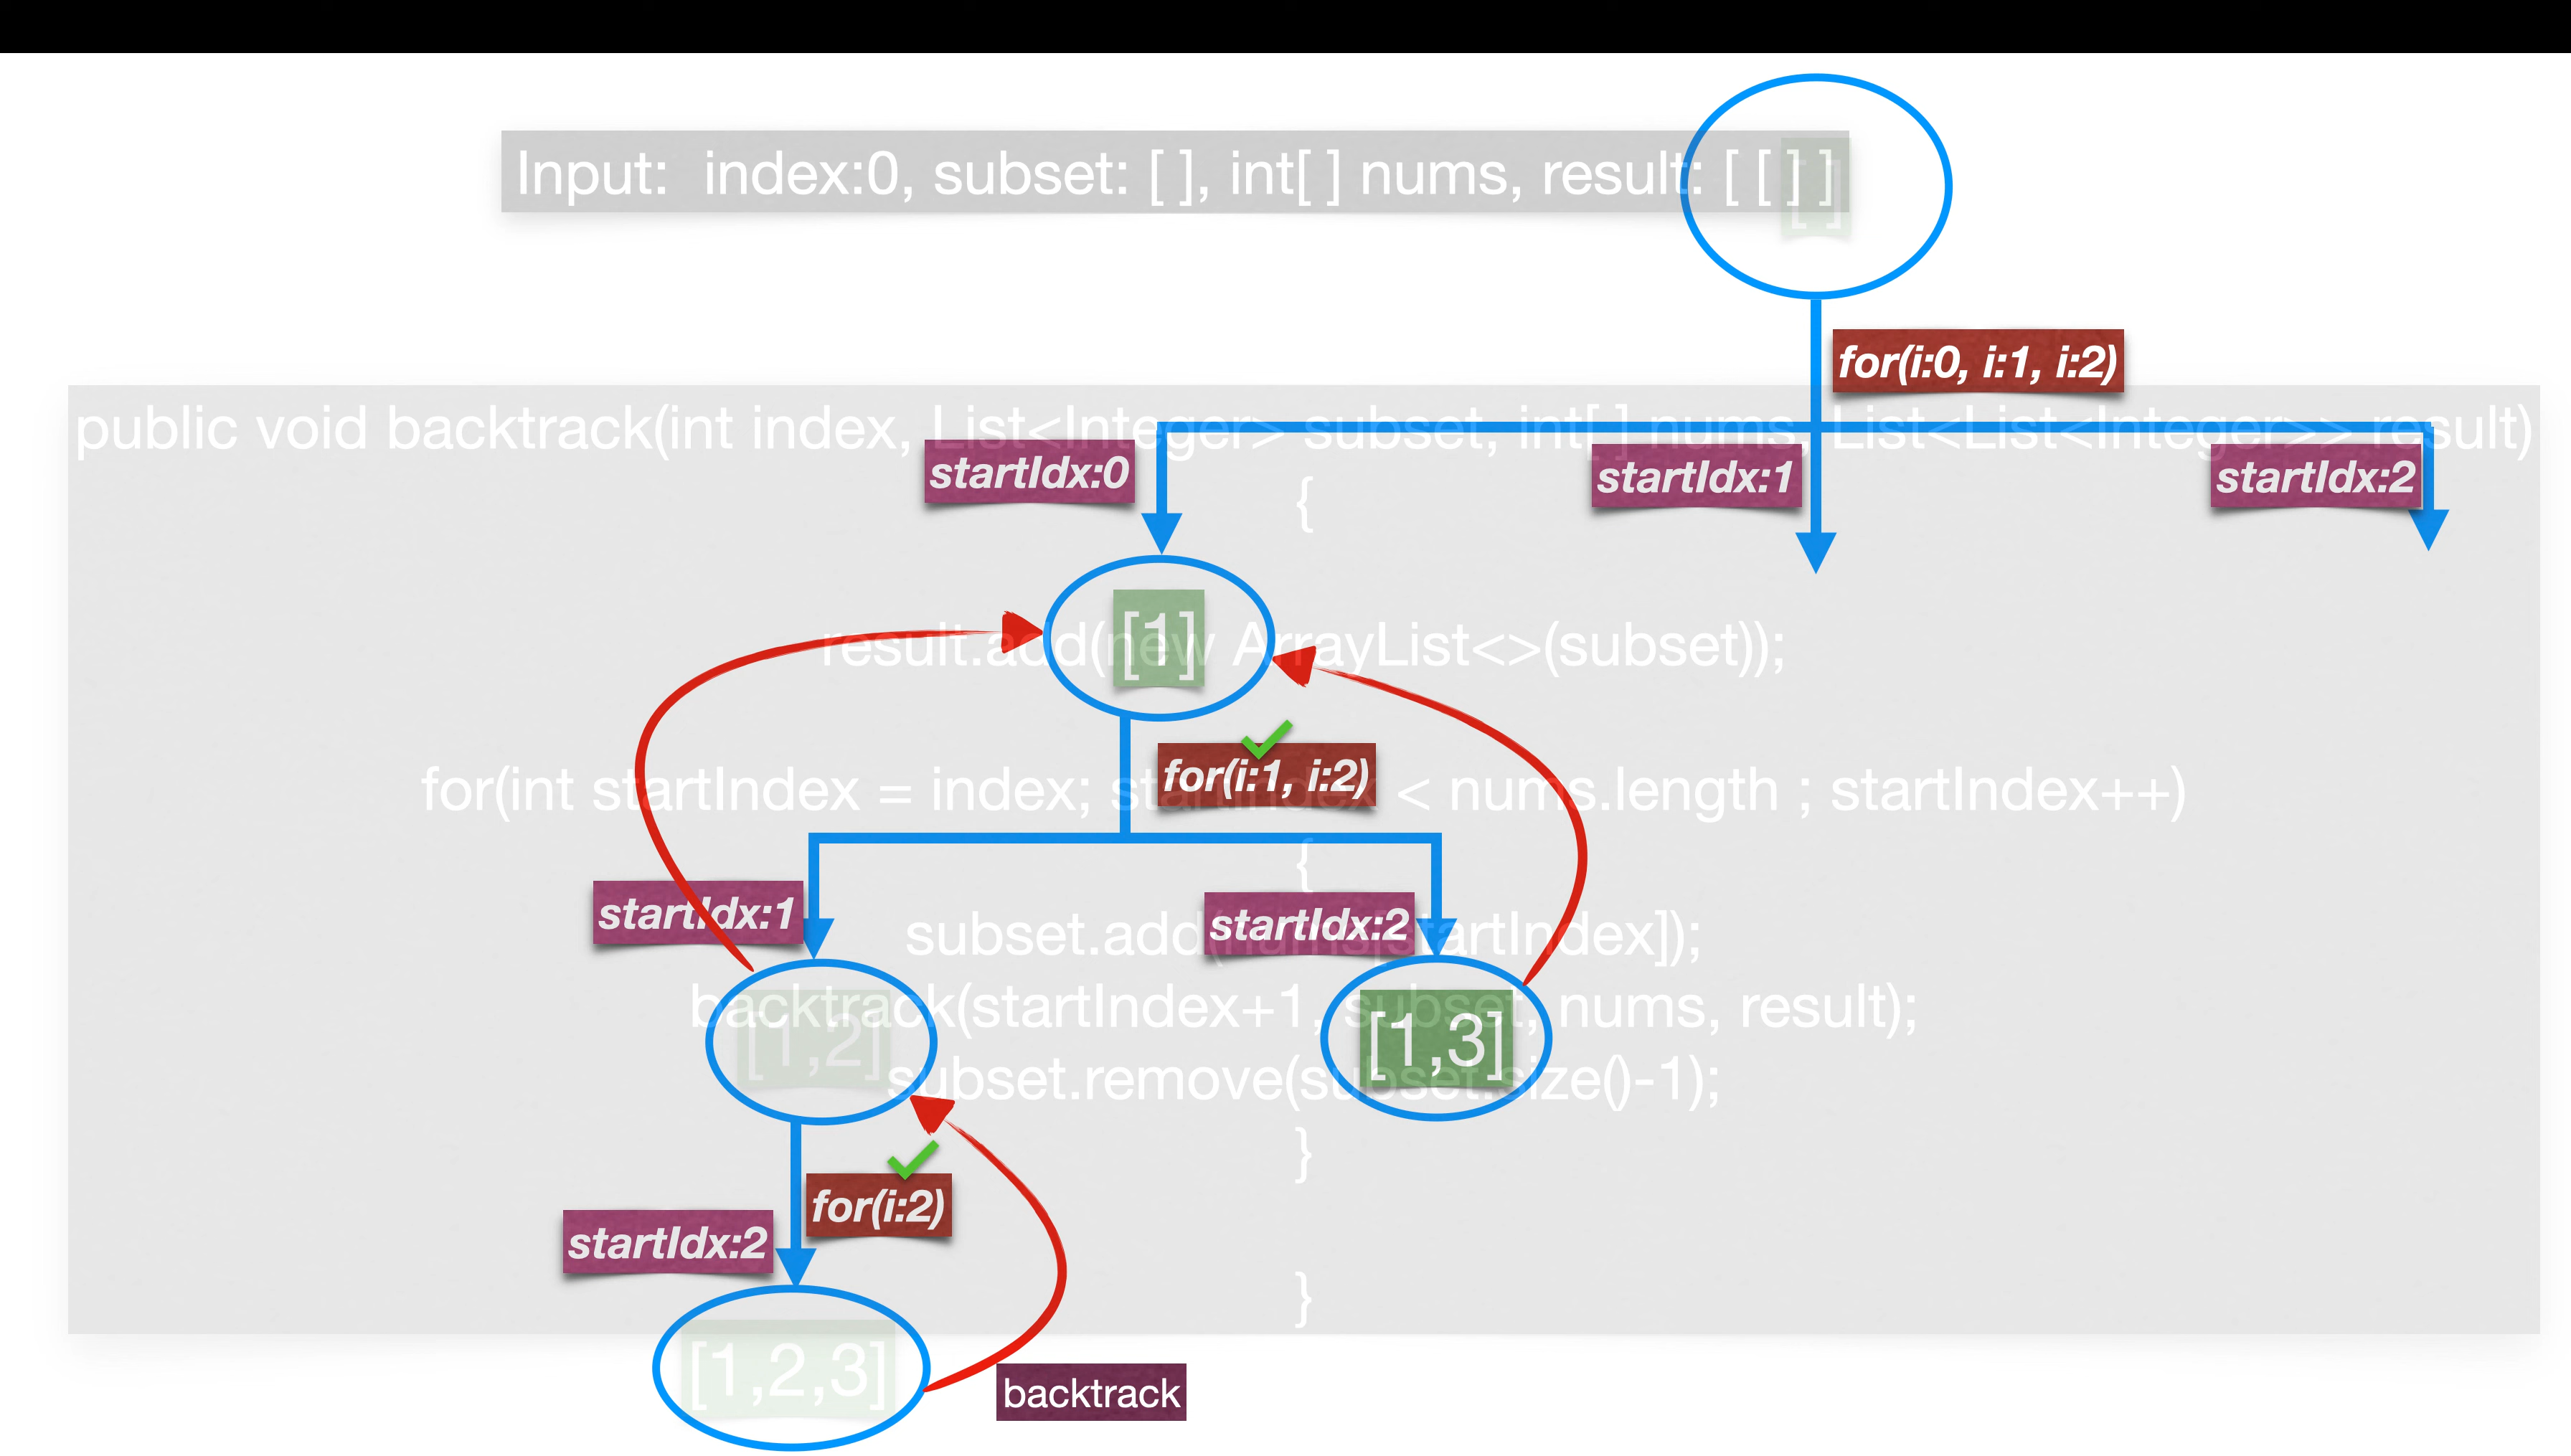 Input:  index:0, subset: [ ], int[ ] nums, result: [ [ ] ]
[ ]
for(i:0, i:1, i:2)
public void backtrack(int index, List<Integer> subset, int[ ] nums, List<List<Integer>> result)
startIdx:0
startIdx:1
startIdx:2
{
[1]
result.add(new ArrayList<>(subset));
for(i:1, i:2)
for(int startIndex = index; startIndex < nums.length ; startIndex++)
{
startIdx:1
startIdx:2
subset.add(nums[startIndex]);
backtrack(startIndex+1, subset, nums, result);
[1,2]
[1,3]
subset.remove(subset.size()-1);
}
for(i:2)
startIdx:2
}
[1,2,3]
backtrack